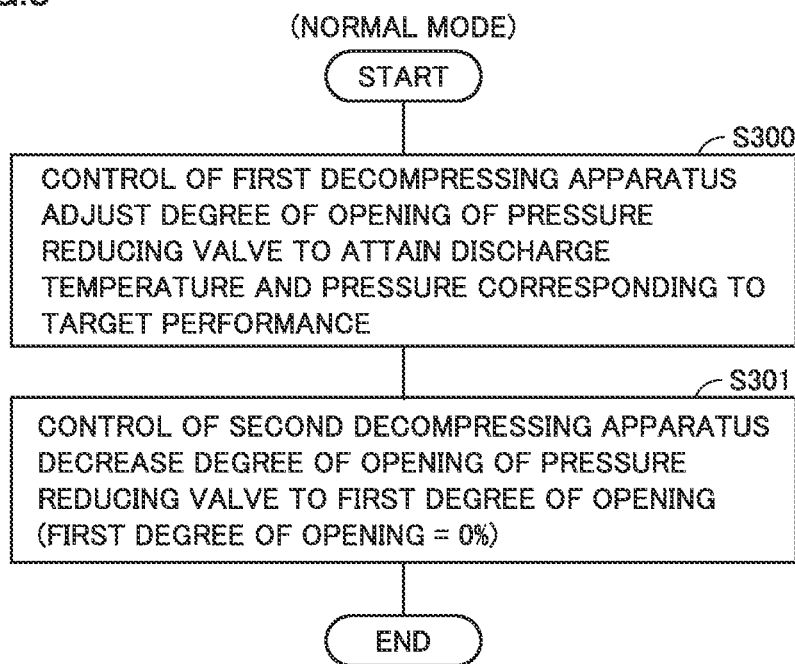 (NORMAL MODE)
START
S300
CONTROL OF FIRST DECOMPRESSING APPARATUS
ADJUST DEGREE OF OPENING OF PRESSURE
REDUCING VALVE TO ATTAIN DISCHARGE
TEMPERATURE AND PRESSURE CORRESPONDING TO
TARGET PERFORMANCE
S301
CONTROL OF SECOND DECOMPRESSING APPARATUS
DECREASE DEGREE OF OPENING OF PRESSURE
REDUCING VALVE TO FIRST DEGREE OF OPENING
(FIRST DEGREE OF OPENING = 0%)
END